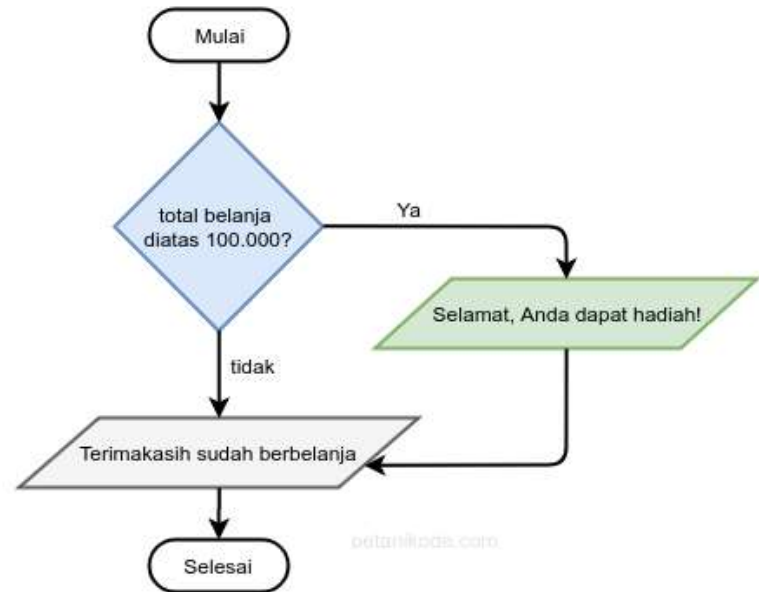 Mulai
total belanja
diatas 100.000?
Ya
Selamat, Anda dapat hadiah!
tidak
Terimakasih sudah berbelanja
petanikode.com
Selesai